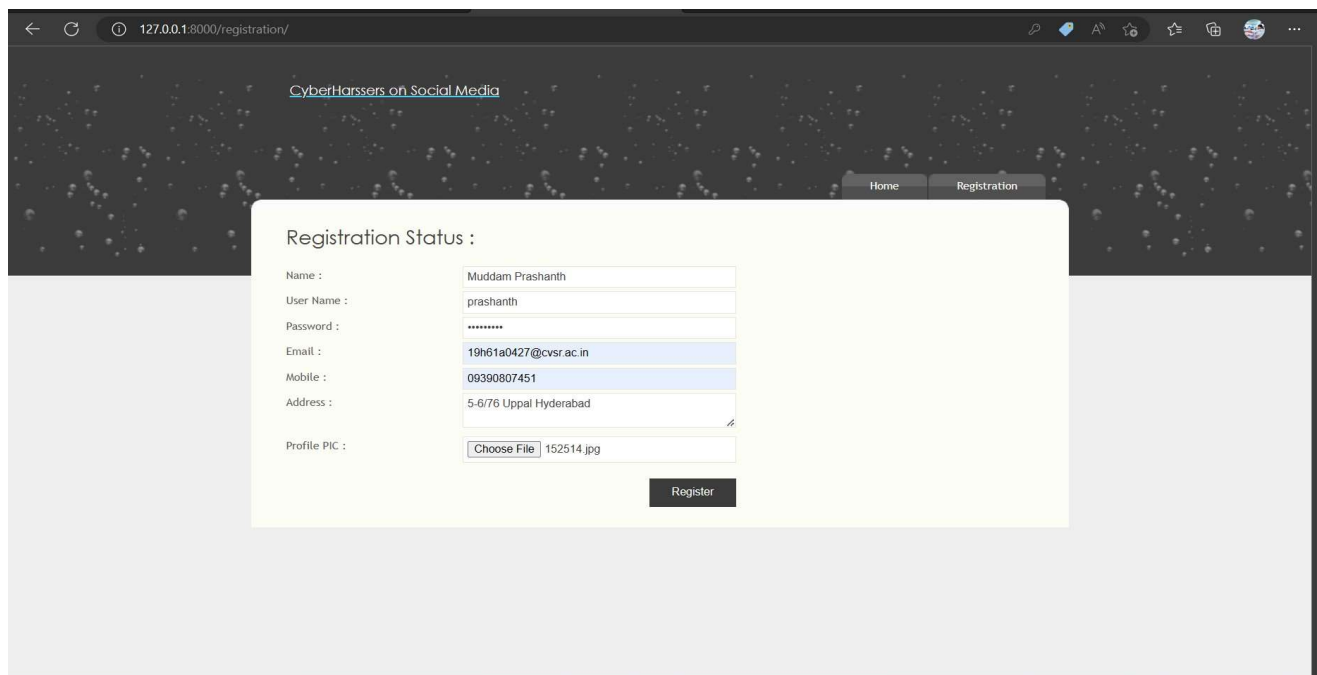 127.0.0.1:8000/registration/
CyberHarssers on Social Media
Home Registration
Registration Status :
Name : Muddam Prashanth
User Name : prashanth
Password : •••••••••
Email : 19h61a0427@cvsr.ac.in
Mobile : 09390807451
Address : 5-6/76 Uppal Hyderabad
Profile PIC : Choose File 152514.jpg
Register